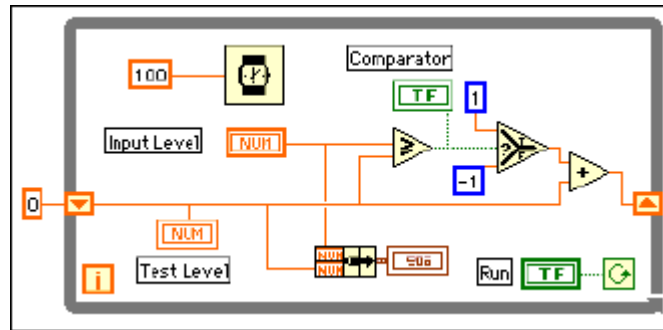 Comparator
100
TF
1
Input Level
NUM
≥
?
T
F
-1
+
0
NUM
NUM
NUM
Test Level
i
Run
TF